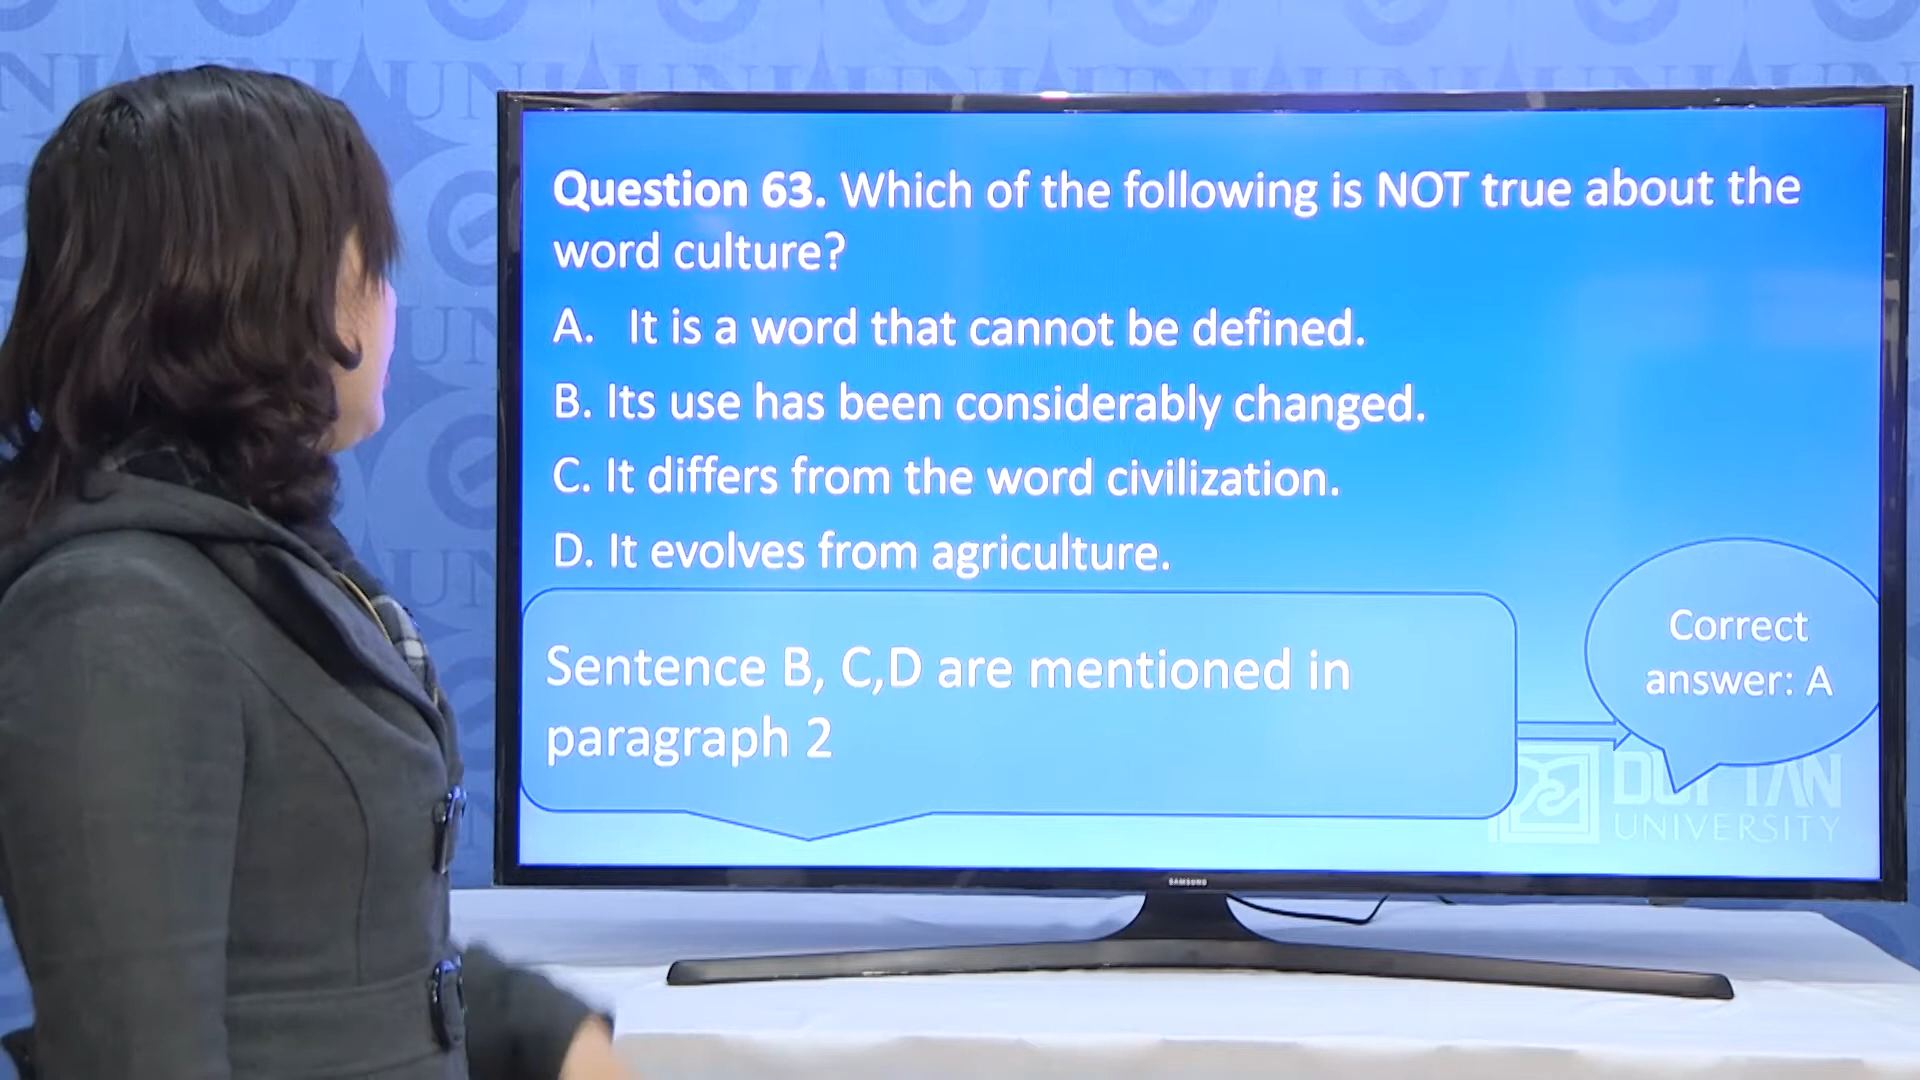 Question 63. Which of the following is NOT true about the
word culture?
A. It is a word that cannot be defined.
B. Its use has been considerably changed.
C. It differs from the word civilization.
D. It evolves from agriculture.
Sentence B, C,D are mentioned in
paragraph 2
Correct
answer: A
UNIVERSITY
SAMSUNG